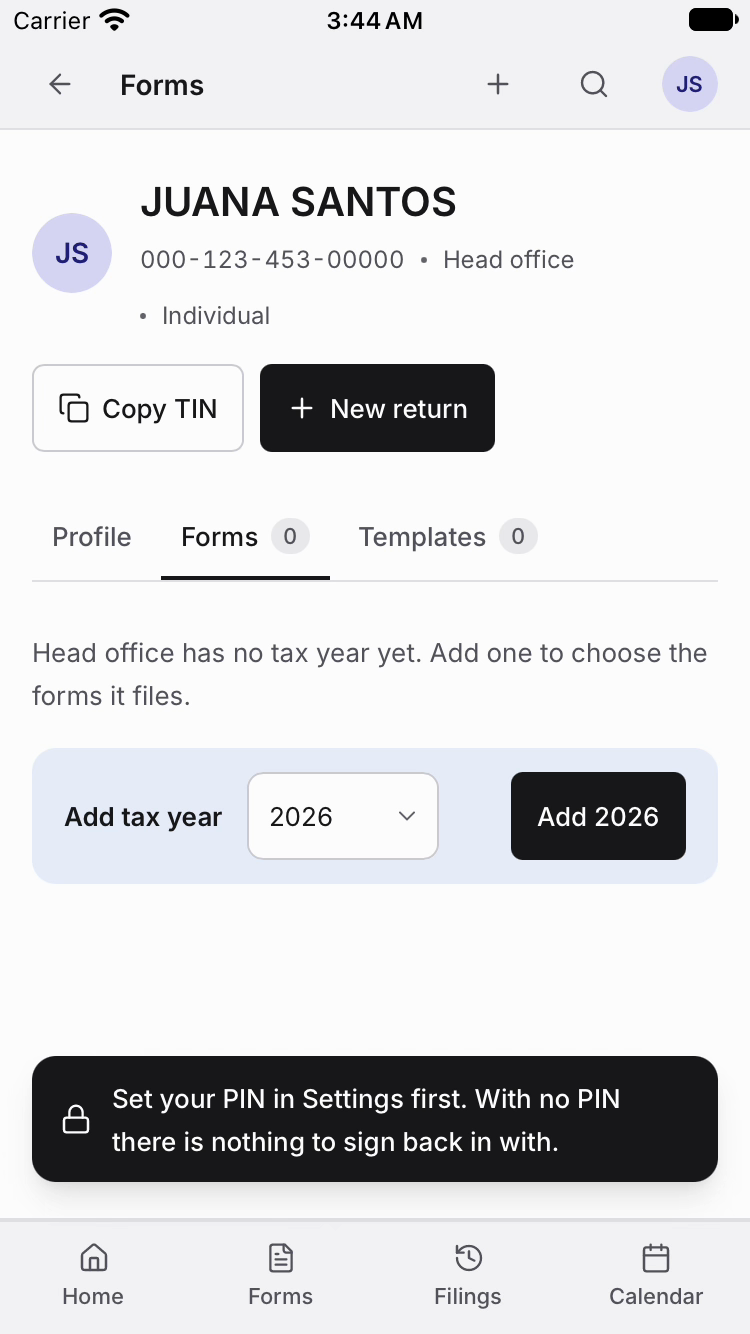 Carrier 3:44 AM
Forms JS
JS
JUANA SANTOS
000-123-453-00000 • Head office
• Individual
Copy TIN + New return
Profile Forms 0 Templates 0
Head office has no tax year yet. Add one to choose the
forms it files.
Add tax year 2026 Add 2026
Set your PIN in Settings first. With no PIN
there is nothing to sign back in with.
Home Forms Filings Calendar